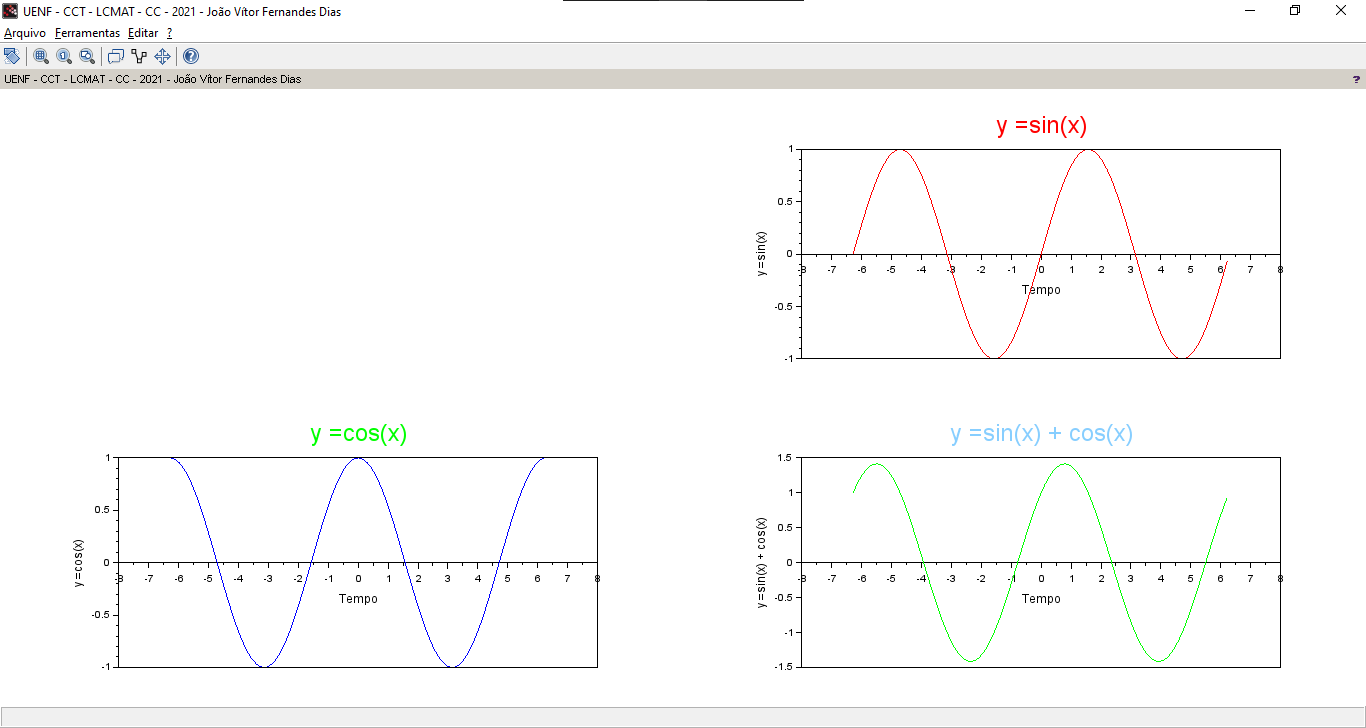 UENF - CCT - LCMAT - CC - 2021 - João Vítor Fernandes Dias
Arquivo Ferramentas Editar ?
UENF - CCT - LCMAT - CC - 2021 - João Vítor Fernandes Dias ?
y =sin(x)
1
0.5
0
-0.5
-1
y =sin(x)
-8 -7 -6 -5 -4 -3 -2 -1 0 1 2 3 4 5 6 7 8
Tempo
y =cos(x)
1
0.5
0
-0.5
-1
y =cos(x)
-8 -7 -6 -5 -4 -3 -2 -1 0 1 2 3 4 5 6 7 8
Tempo
y =sin(x) + cos(x)
1.5
1
0.5
0
-0.5
-1
-1.5
y =sin(x) + cos(x)
-8 -7 -6 -5 -4 -3 -2 -1 0 1 2 3 4 5 6 7 8
Tempo